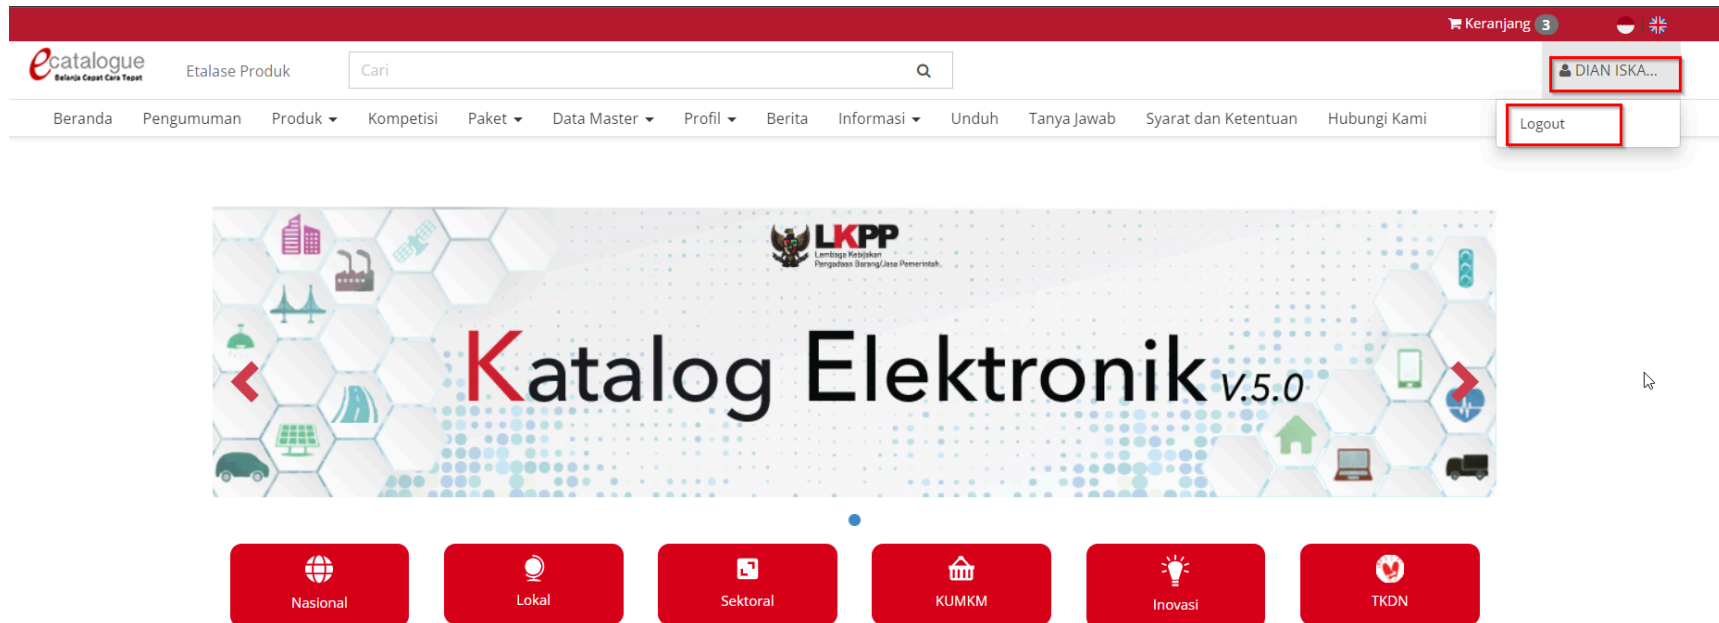 Keranjang 3
ecatalogue
Belanja Cepat Cara Tepat
Etalase Produk
Cari
DIAN ISKA...
Beranda Pengumuman Produk Kompetisi Paket Data Master Profil Berita Informasi Unduh Tanya Jawab Syarat dan Ketentuan Hubungi Kami
Logout
LKPP
Lembaga Kebijakan
Pengadaan Barang/Jasa Pemerintah
Katalog Elektronik V.5.0
Nasional Lokal Sektoral KUMKM Inovasi TKDN